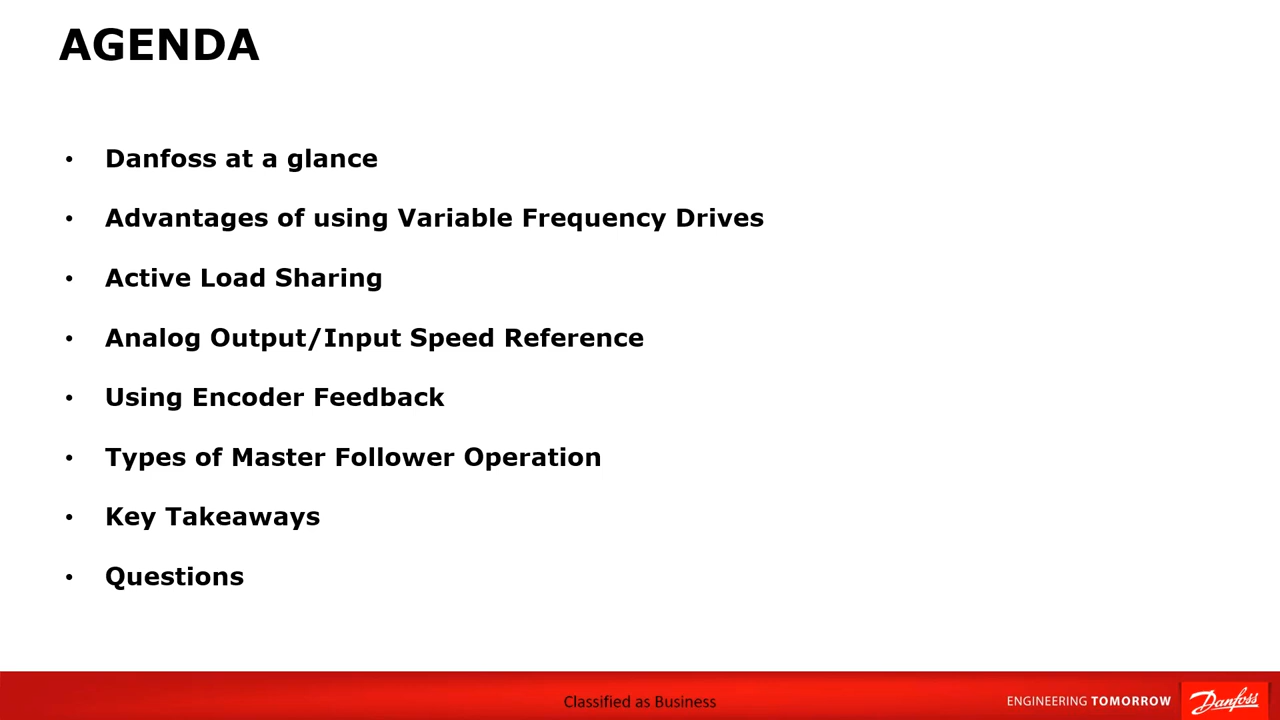 AGENDA
• Danfoss at a glance
• Advantages of using Variable Frequency Drives
• Active Load Sharing
• Analog Output/Input Speed Reference
• Using Encoder Feedback
• Types of Master Follower Operation
• Key Takeaways
• Questions
Classified as Business
ENGINEERING TOMORROW
Danfoss